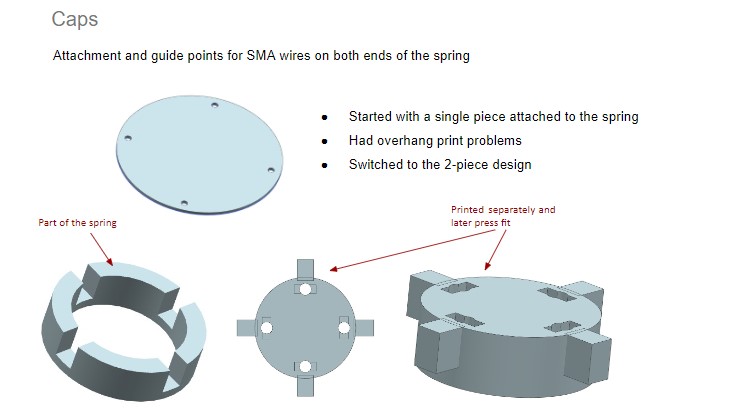 Caps
Attachment and guide points for SMA wires on both ends of the spring
• Started with a single piece attached to the spring
• Had overhang print problems
• Switched to the 2-piece design
Part of the spring
Printed separately and
later press fit